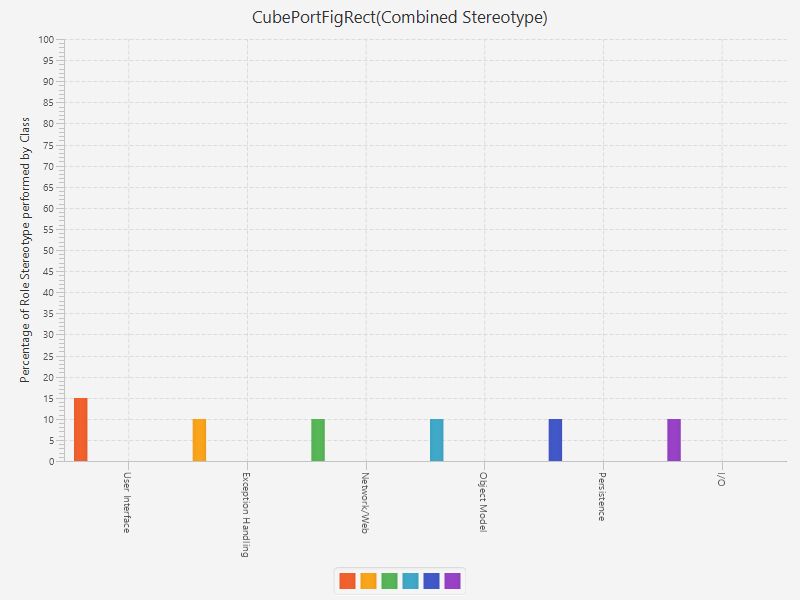 CubePortFigRect(Combined Stereotype)
Percentage of Role Stereotype performed by Class
100
95
90
85
80
75
70
65
60
55
50
45
40
35
30
25
20
15
10
5
0
User Interface
Exception Handling
Network/Web
Object Model
Persistence
I/O